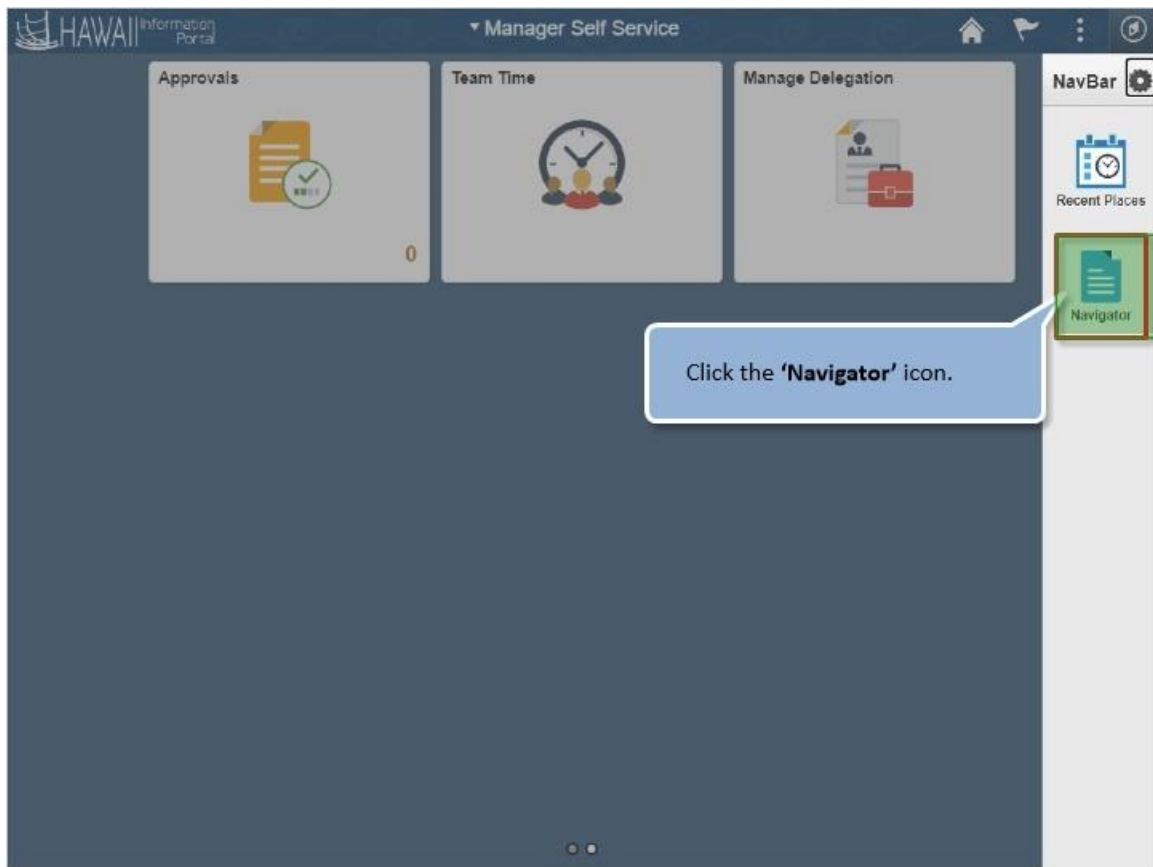 HAWAII Information
Portal
Manager Self Service
Approvals
0
Team Time
Manage Delegation
NavBar
Recent Places
Navigator
Click the ‘Navigator’ icon.